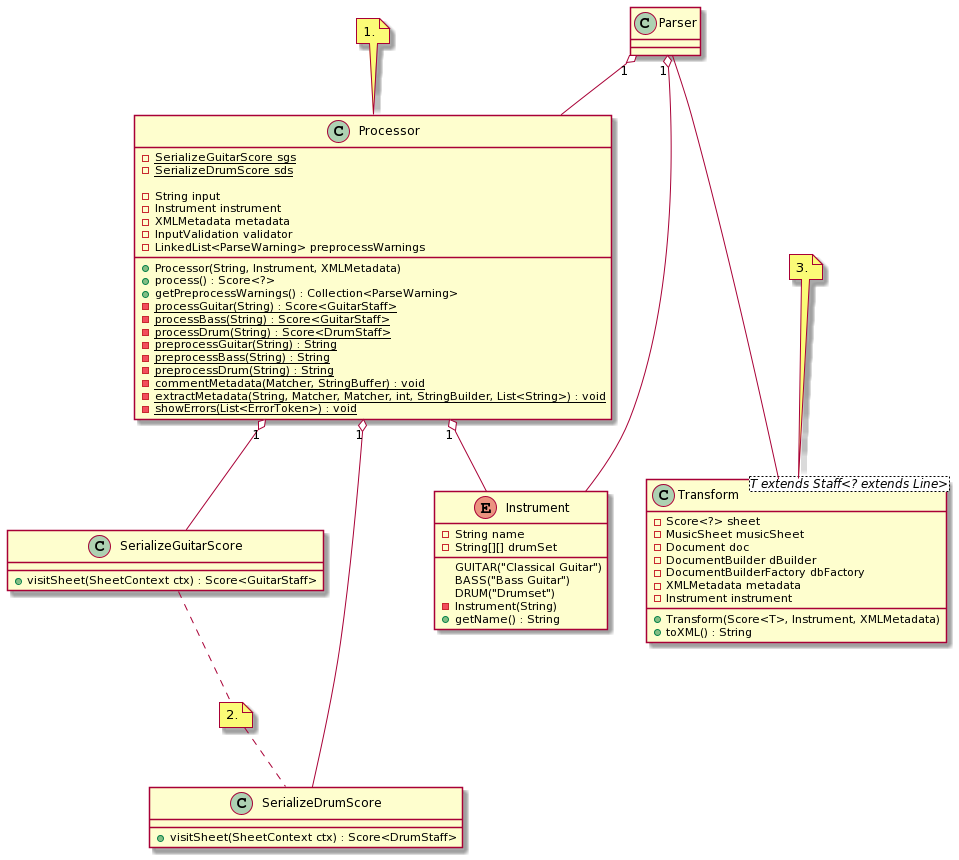 1.
C Parser
1
1
C Processor
SerializeGuitarScore sgs
SerializeDrumScore sds
String input
Instrument instrument
XMLMetadata metadata
InputValidation validator
LinkedList<ParseWarning> preprocessWarnings
Processor(String, Instrument, XMLMetadata)
process() : Score<?>
getPreprocessWarnings() : Collection<ParseWarning>
processGuitar(String) : Score<GuitarStaff>
processBass(String) : Score<GuitarStaff>
processDrum(String) : Score<DrumStaff>
preprocessGuitar(String) : String
preprocessBass(String) : String
preprocessDrum(String) : String
commentMetadata(Matcher, StringBuffer) : void
extractMetadata(String, Matcher, Matcher, int, StringBuilder, List<String>) : void
showErrors(List<ErrorToken>) : void
1
1
1
3.
C SerializeGuitarScore
visitSheet(SheetContext ctx) : Score<GuitarStaff>
E Instrument
String name
String[][] drumSet
GUITAR("Classical Guitar")
BASS("Bass Guitar")
DRUM("Drumset")
Instrument(String)
getName() : String
T extends Staff<? extends Line>
C Transform
Score<?> sheet
MusicSheet musicSheet
Document doc
DocumentBuilder dBuilder
DocumentBuilderFactory dbFactory
XMLMetadata metadata
Instrument instrument
Transform(Score<T>, Instrument, XMLMetadata)
toXML() : String
2.
C SerializeDrumScore
visitSheet(SheetContext ctx) : Score<DrumStaff>